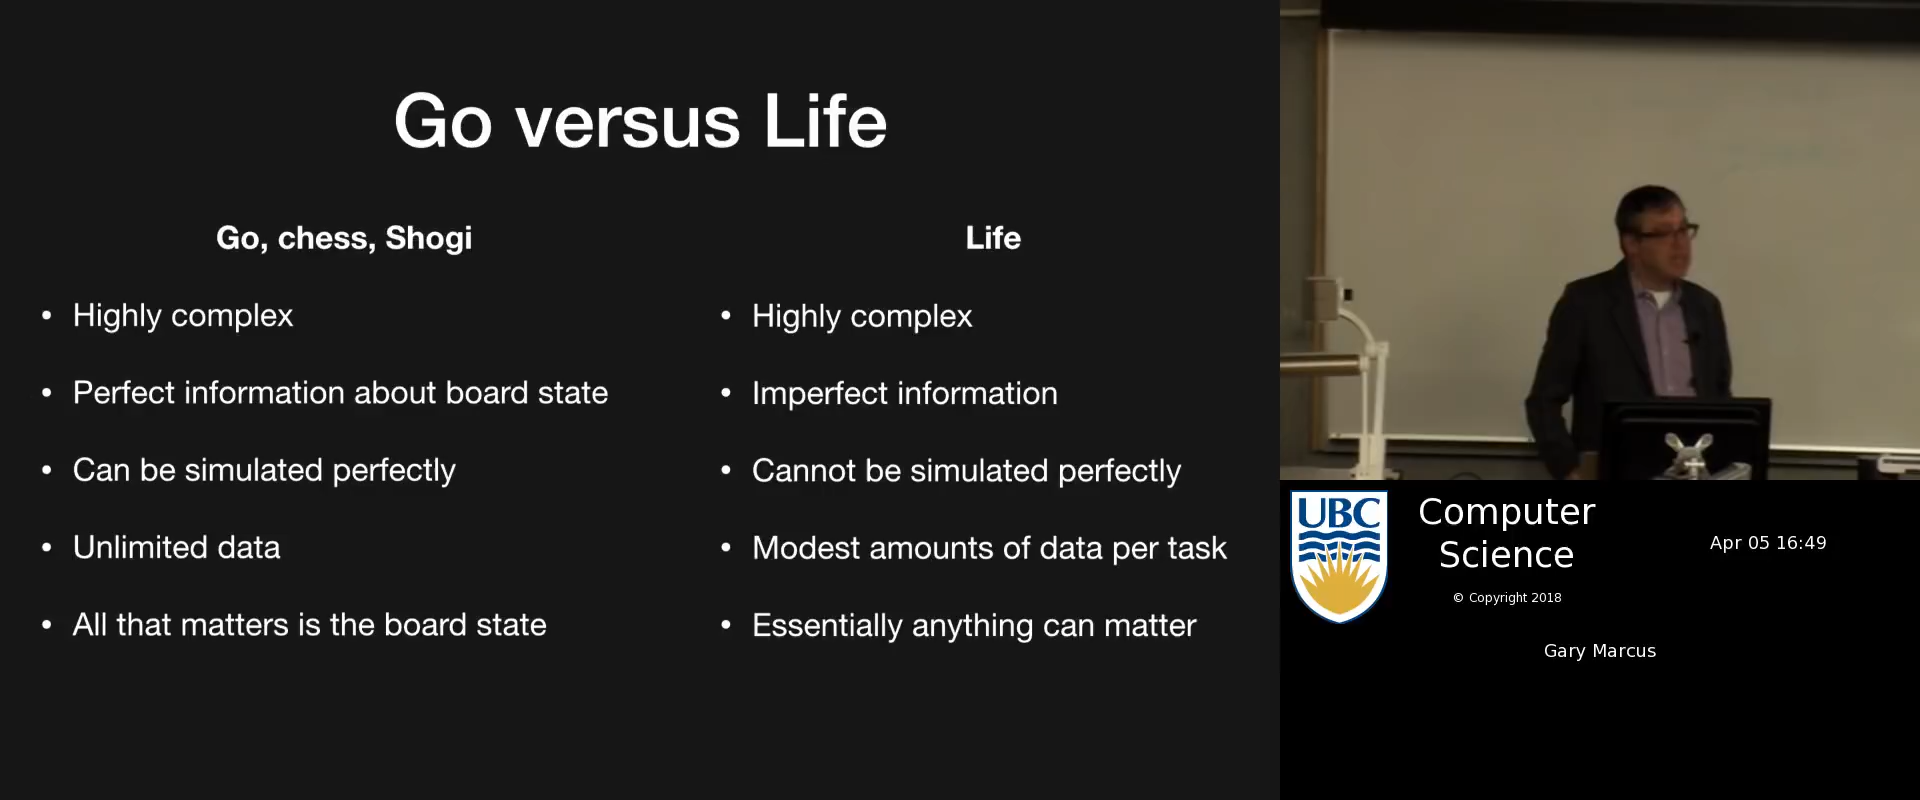 Go versus Life
Go, chess, Shogi
• Highly complex
• Perfect information about board state
• Can be simulated perfectly
• Unlimited data
• All that matters is the board state
Life
• Highly complex
• Imperfect information
• Cannot be simulated perfectly
• Modest amounts of data per task
• Essentially anything can matter
UBC
Computer
Science
© Copyright 2018
Apr 05 16:49
Gary Marcus